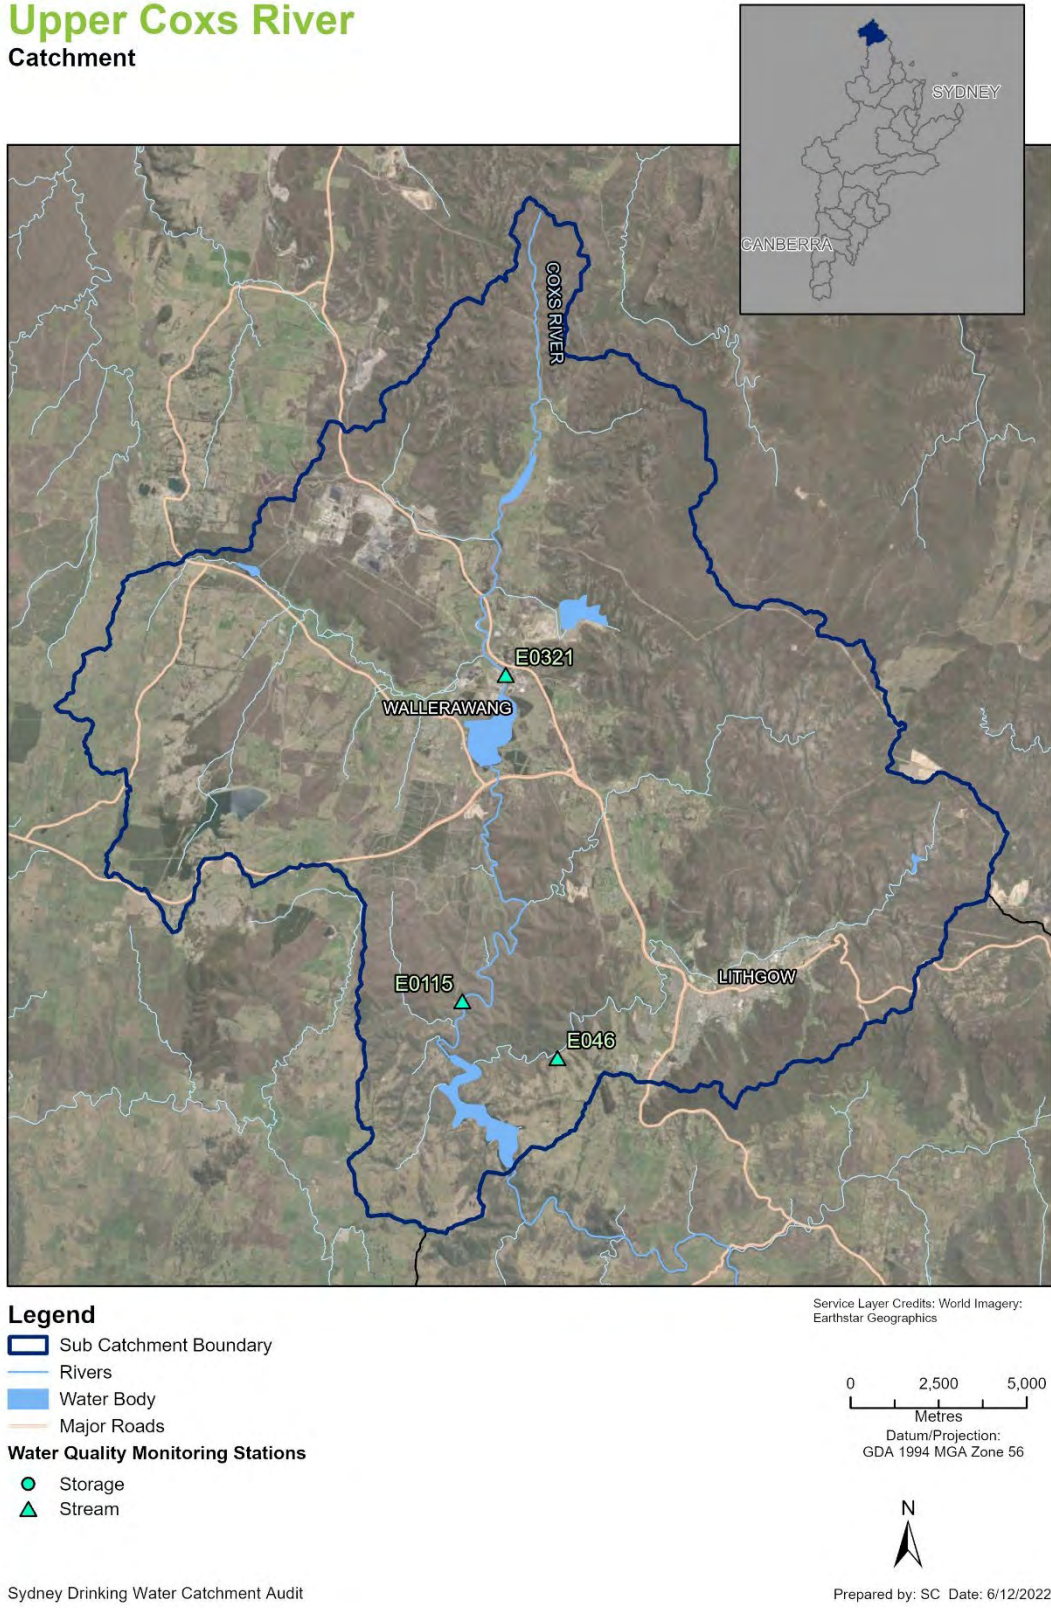 Upper Coxs River
Catchment
SYDNEY
CANBERRA
COXS RIVER
E0321
WALLERAWANG
LITHGOW
E0115
E046
Legend
Sub Catchment Boundary
Rivers
Water Body
Major Roads
Water Quality Monitoring Stations
Storage
Stream
Service Layer Credits: World Imagery:
Earthstar Geographics
0 2,500 5,000
Metres
Datum/Projection:
GDA 1994 MGA Zone 56
N
Sydney Drinking Water Catchment Audit
Prepared by: SC Date: 6/12/2022